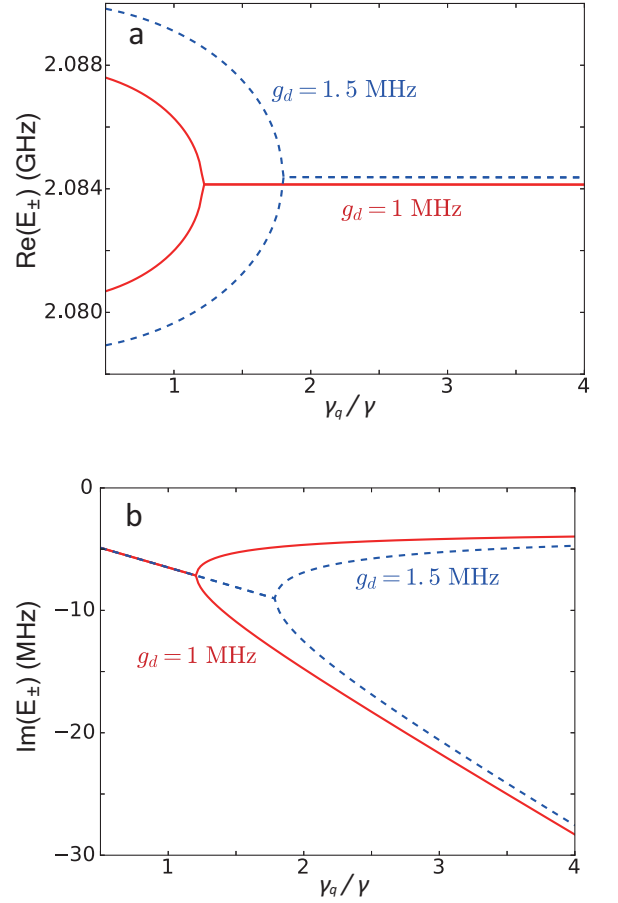 a
2.088
2.084
2.080
Re(E±) (GHz)
g_d = 1.5 MHz
g_d = 1 MHz
1 2 3 4
γ_q/γ
b
0
−10
−20
−30
Im(E±) (MHz)
g_d = 1.5 MHz
g_d = 1 MHz
1 2 3 4
γ_q/γ